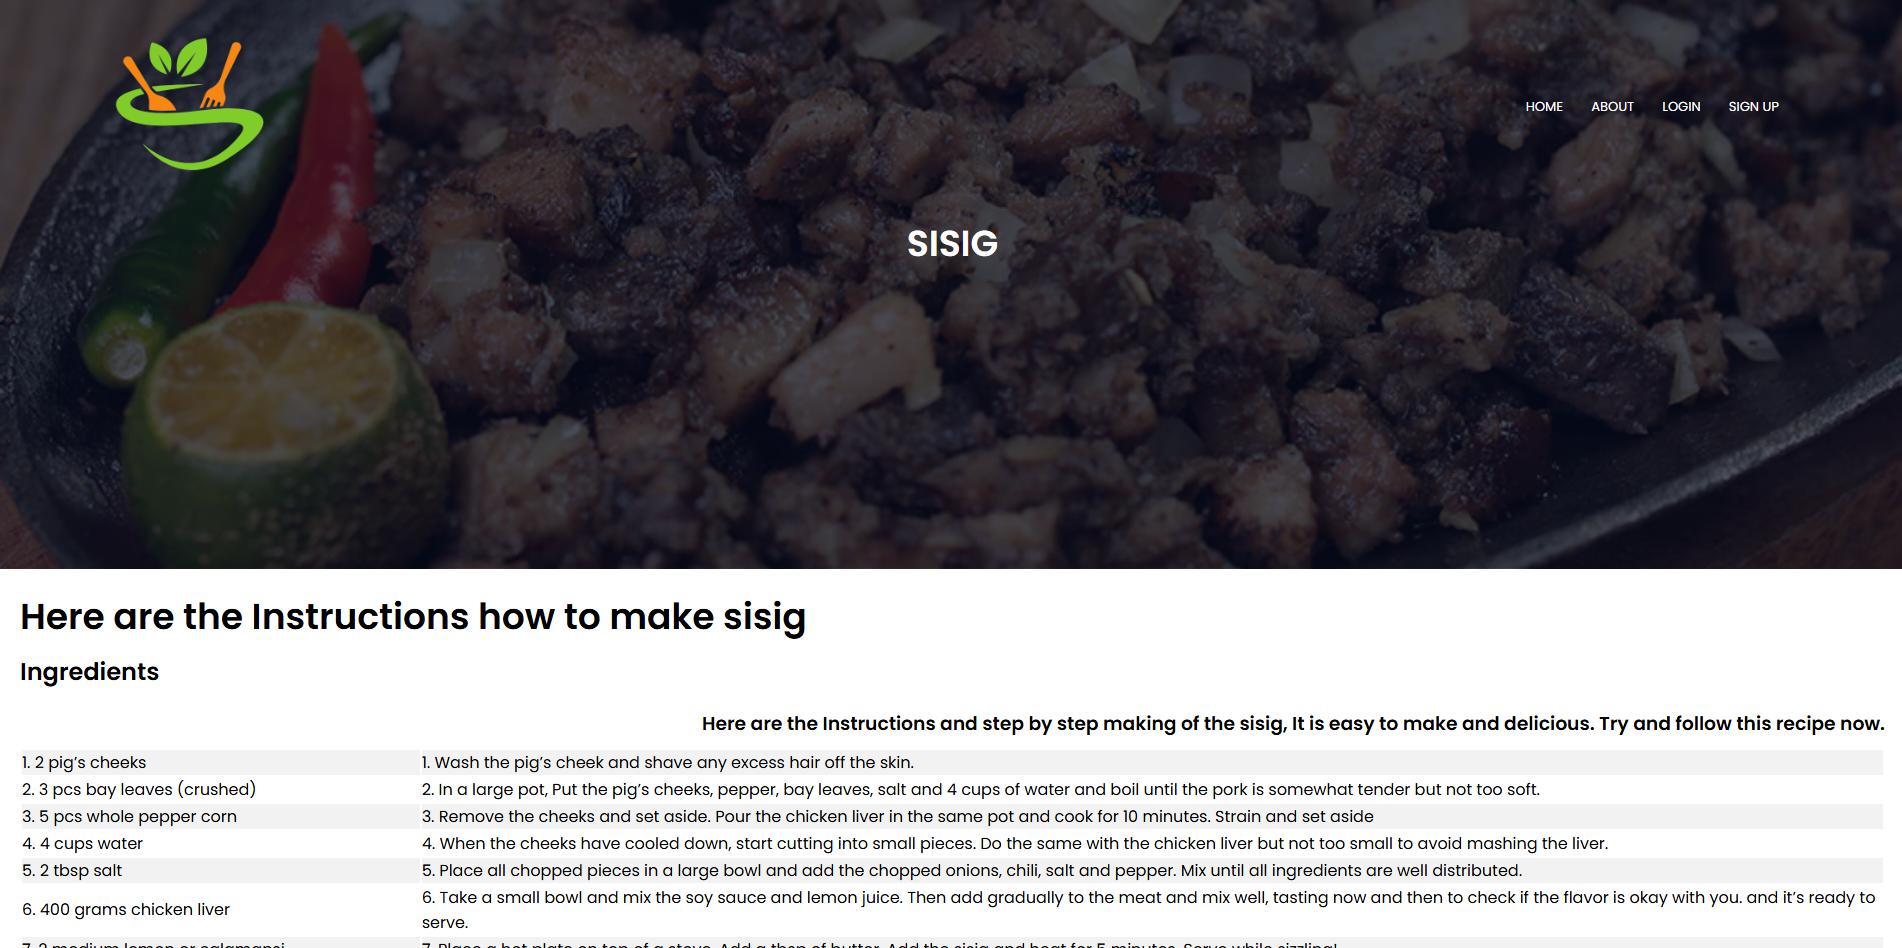 HOME ABOUT LOGIN SIGN UP
SISIG
Here are the Instructions how to make sisig
Ingredients
Here are the Instructions and step by step making of the sisig, It is easy to make and delicious. Try and follow this recipe now.
1. 2 pig’s cheeks
1. Wash the pig’s cheek and shave any excess hair off the skin.
2. 3 pcs bay leaves (crushed)
2. In a large pot, Put the pig’s cheeks, pepper, bay leaves, salt and 4 cups of water and boil until the pork is somewhat tender but not too soft.
3. 5 pcs whole pepper corn
3. Remove the cheeks and set aside. Pour the chicken liver in the same pot and cook for 10 minutes. Strain and set aside
4. 4 cups water
4. When the cheeks have cooled down, start cutting into small pieces. Do the same with the chicken liver but not too small to avoid mashing the liver.
5. 2 tbsp salt
5. Place all chopped pieces in a large bowl and add the chopped onions, chili, salt and pepper. Mix until all ingredients are well distributed.
6. 400 grams chicken liver
6. Take a small bowl and mix the soy sauce and lemon juice. Then add gradually to the meat and mix well, tasting now and then to check if the flavor is okay with you. and it’s ready to
serve.
7. 2 medium lemon or calamansi
7. Place a hot plate on top of a stove. Add a tbsp of butter. Add the sisig and heat for 5 minutes. Serve while sizzling!